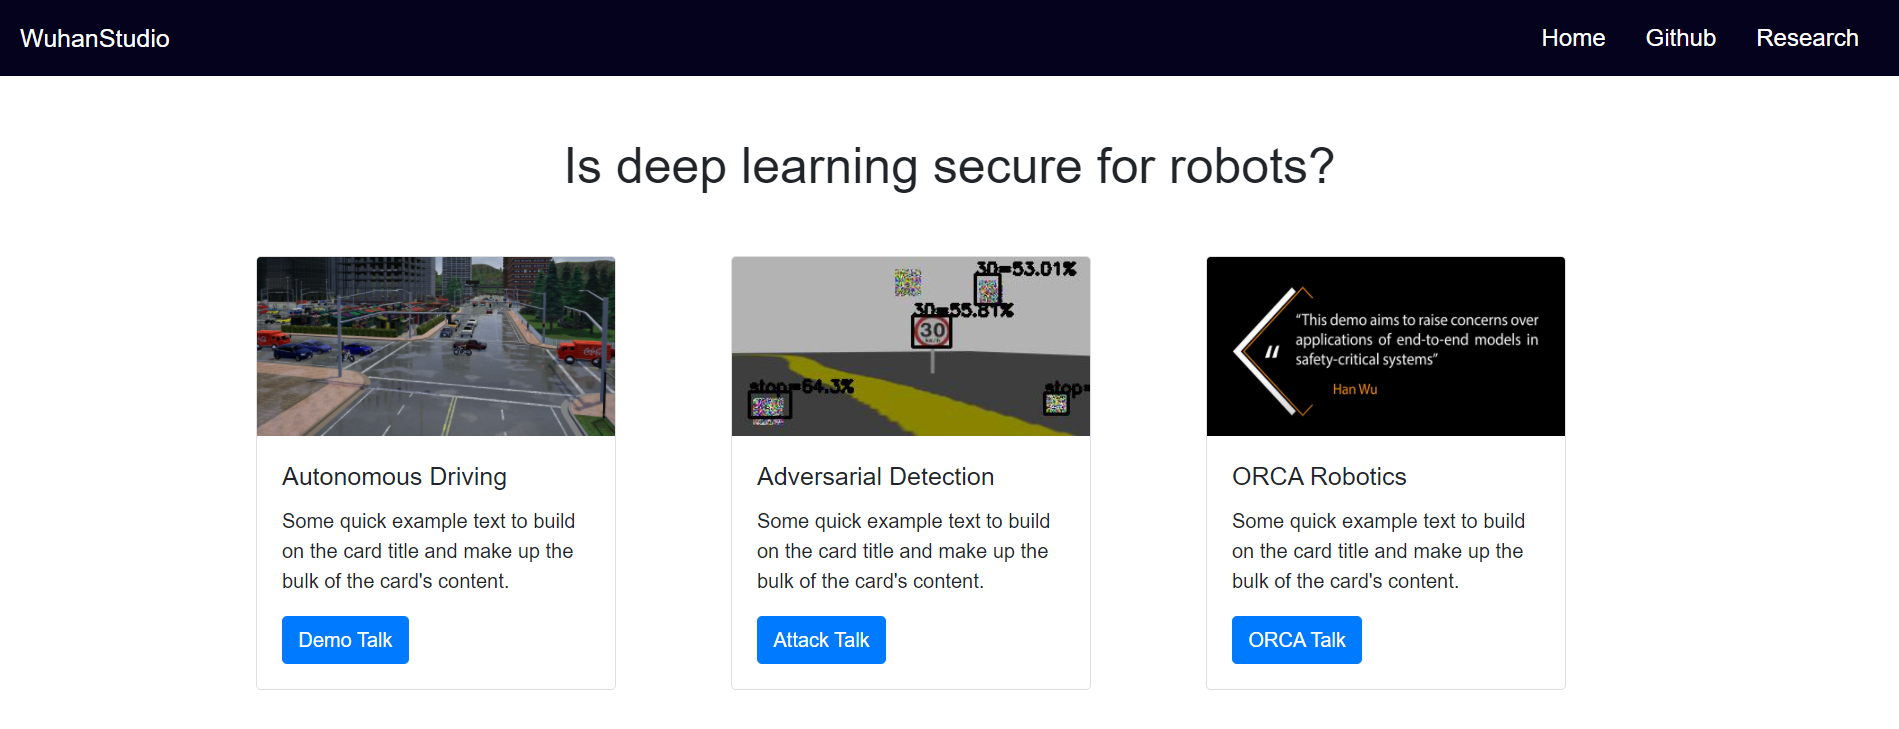 WuhanStudio
Home Github Research
Is deep learning secure for robots?
30=53.01%
30=55.81%
30
stop=64.3%
stop=
“This demo aims to raise concerns over
applications of end-to-end models in
safety-critical systems”
Han Wu
Autonomous Driving
Some quick example text to build
on the card title and make up the
bulk of the card's content.
Demo Talk
Adversarial Detection
Some quick example text to build
on the card title and make up the
bulk of the card's content.
Attack Talk
ORCA Robotics
Some quick example text to build
on the card title and make up the
bulk of the card's content.
ORCA Talk